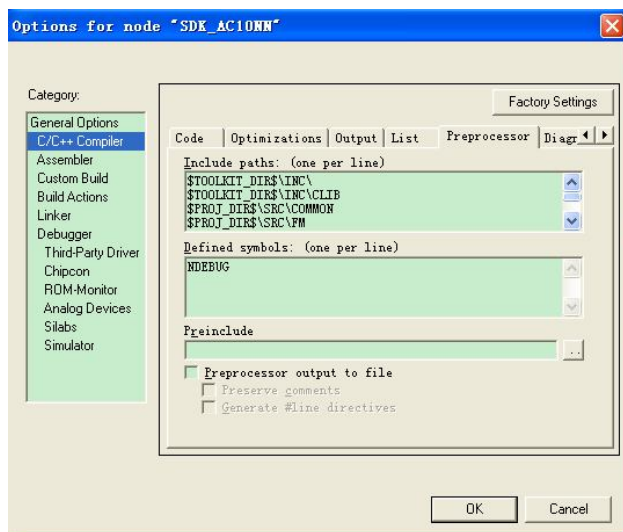 Options for node "SDK_AC10NN"
Category:
Factory Settings
General Options
C/C++ Compiler
Assembler
Custom Build
Build Actions
Linker
Debugger
Third-Party Driver
Chipcon
ROM-Monitor
Analog Devices
Silabs
Simulator
Code Optimizations Output List Preprocessor Diagr
Include paths: (one per line)
$TOOLKIT_DIR$\INC\
$TOOLKIT_DIR$\INC\CLIB
$PROJ_DIR$\SRC\COMMON
$PROJ_DIR$\SRC\FM
Defined symbols: (one per line)
NDEBUG
Preinclude
..
Preprocessor output to file
Preserve comments
Generate #line directives
OK Cancel